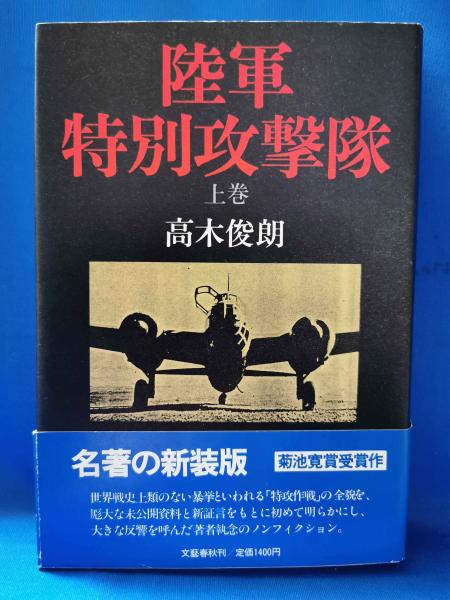 陸軍
特別攻撃隊
上巻
高木俊朗
名著の新装版
菊池寛賞受賞作
世界戦史上類のない暴挙といわれる「特攻作戦」の全貌を、
厖大な未公開資料と新証言をもとに初めて明らかにし、
大きな反響を呼んだ著者執念のノンフィクション。
文藝春秋刊/定価1400円